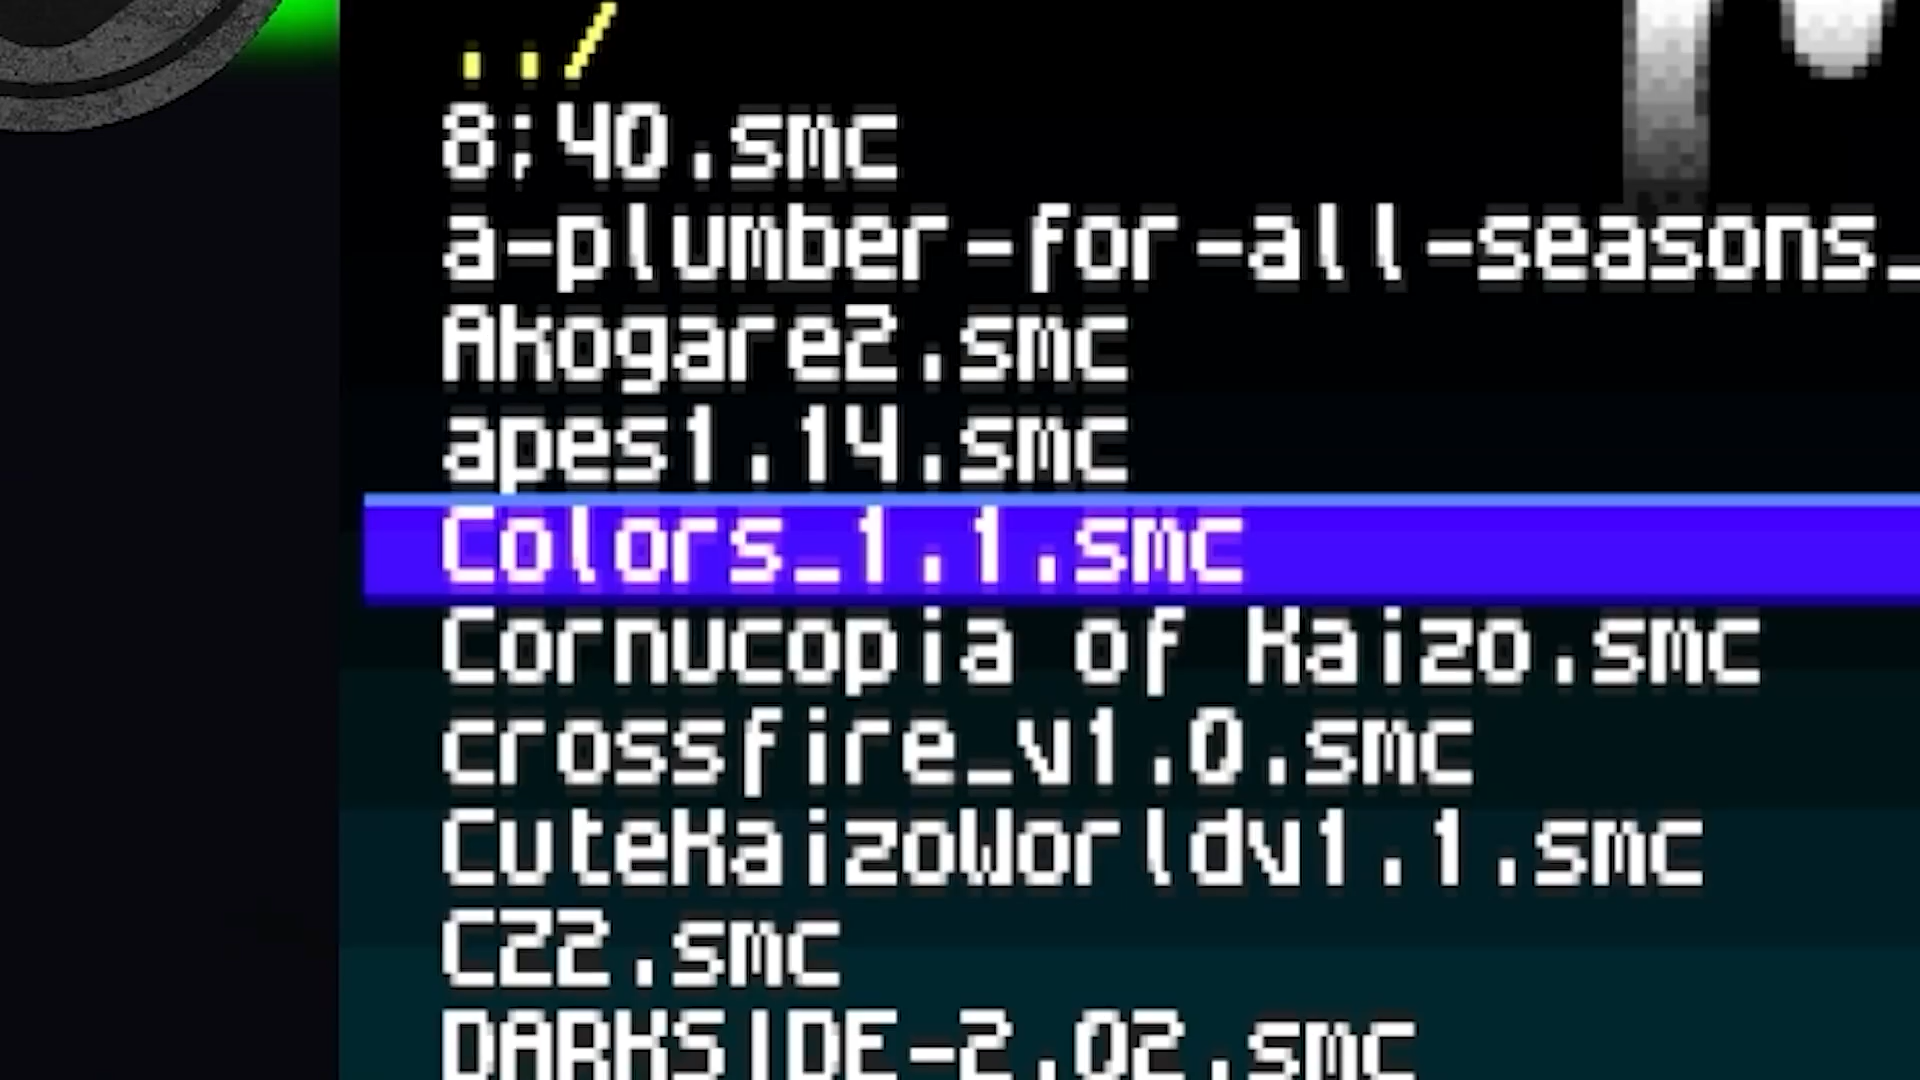 ../
8;40.smc
a-plumber-for-all-seasons_
Akogare2.smc
apes1.14.smc
Colors_1.1.smc
Cornucopia of Kaizo.smc
crossfire_v1.0.smc
CuteKaizoWorldv1.1.smc
C22.smc
DARKSIDE-2.02.smc